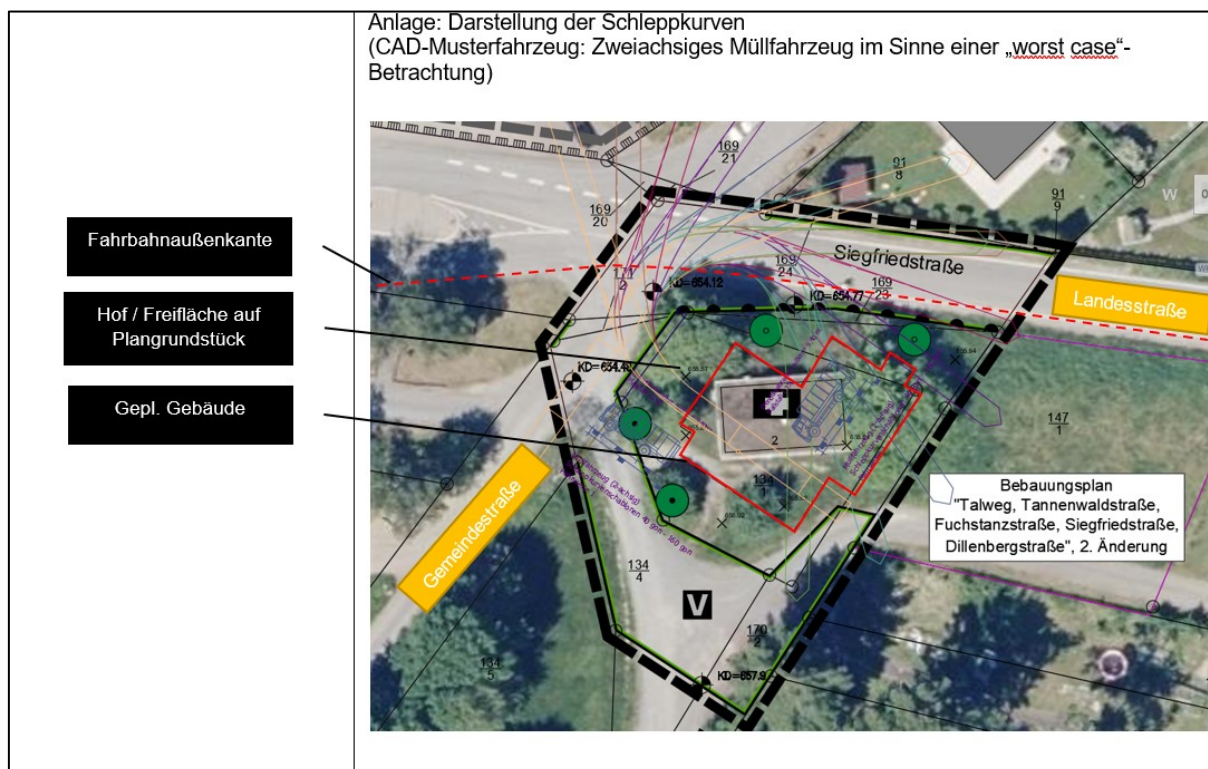 Anlage: Darstellung der Schleppkurven
(CAD-Musterfahrzeug: Zweiachsiges Müllfahrzeug im Sinne einer „worst case“-
Betrachtung)
Fahrbahnaußenkante
Hof / Freifläche auf
Plangrundstück
Gepl. Gebäude
169
21
91
8
91
9
169
20
W
Siegfriedstraße
169
24
169
23
KD=654.12
KD=654.77
Landesstraße
147
1
2
134
1
Gemeindestraße
Bebauungsplan
"Talweg, Tannenwaldstraße,
Fuchstanzstraße, Siegfriedstraße,
Dillenbergstraße", 2. Änderung
134
4
V
170
2
134
5
KD=657.9